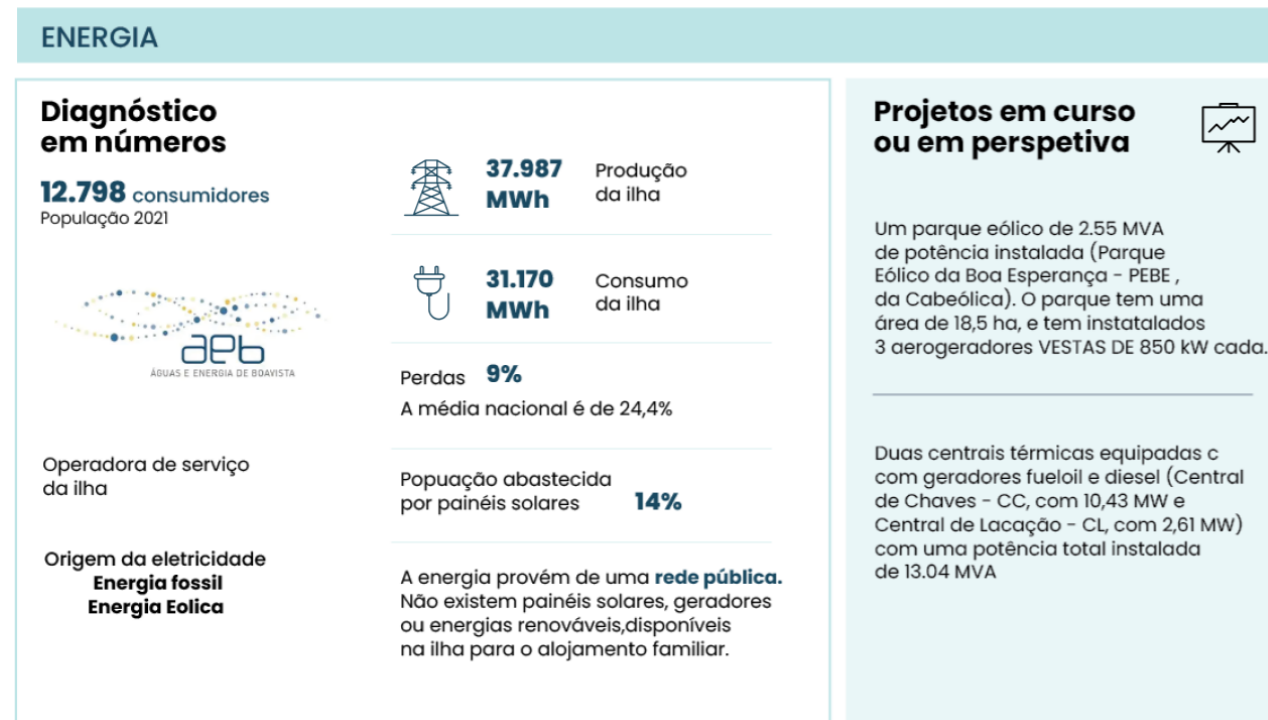 ENERGIA
Diagnóstico
em números
12.798 consumidores
População 2021
aeb
ÁGUAS E ENERGIA DE BOAVISTA
Operadora de serviço
da ilha
Origem da eletricidade
Energia fossil
Energia Eolica
37.987
MWh
Produção
da ilha
31.170
MWh
Consumo
da ilha
Perdas 9%
A média nacional é de 24,4%
Popuação abastecida
por painéis solares 14%
A energia provém de uma rede pública.
Não existem painéis solares, geradores
ou energias renováveis,disponíveis
na ilha para o alojamento familiar.
Projetos em curso
ou em perspetiva
Um parque eólico de 2.55 MVA
de potência instalada (Parque
Eólico da Boa Esperança - PEBE ,
da Cabeólica). O parque tem uma
área de 18,5 ha, e tem instatalados
3 aerogeradores VESTAS DE 850 kW cada.
Duas centrais térmicas equipadas c
com geradores fueloil e diesel (Central
de Chaves - CC, com 10,43 MW e
Central de Lacação - CL, com 2,61 MW)
com uma potência total instalada
de 13.04 MVA